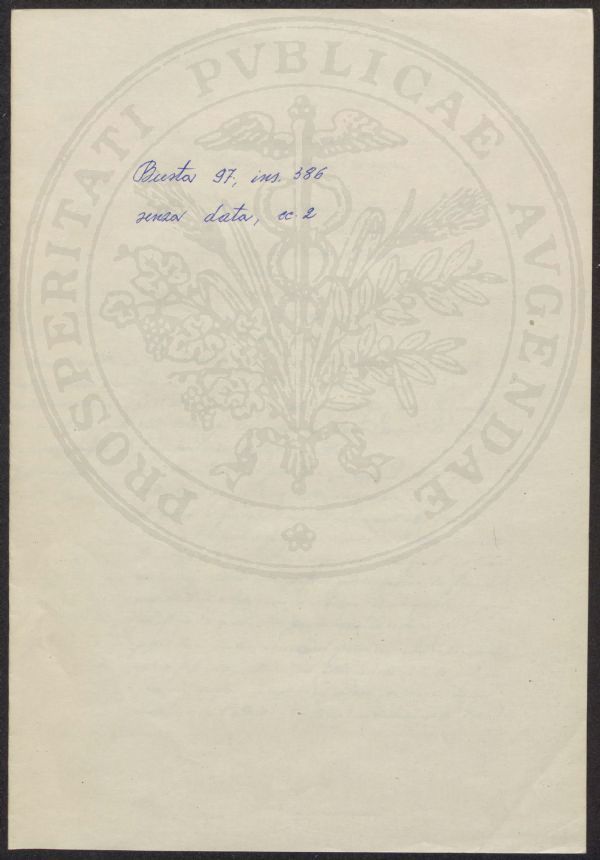 PROSPERITATI PVBLICAE AVGENDAE
Busta 97, ins. 386
senza data, cc. 2